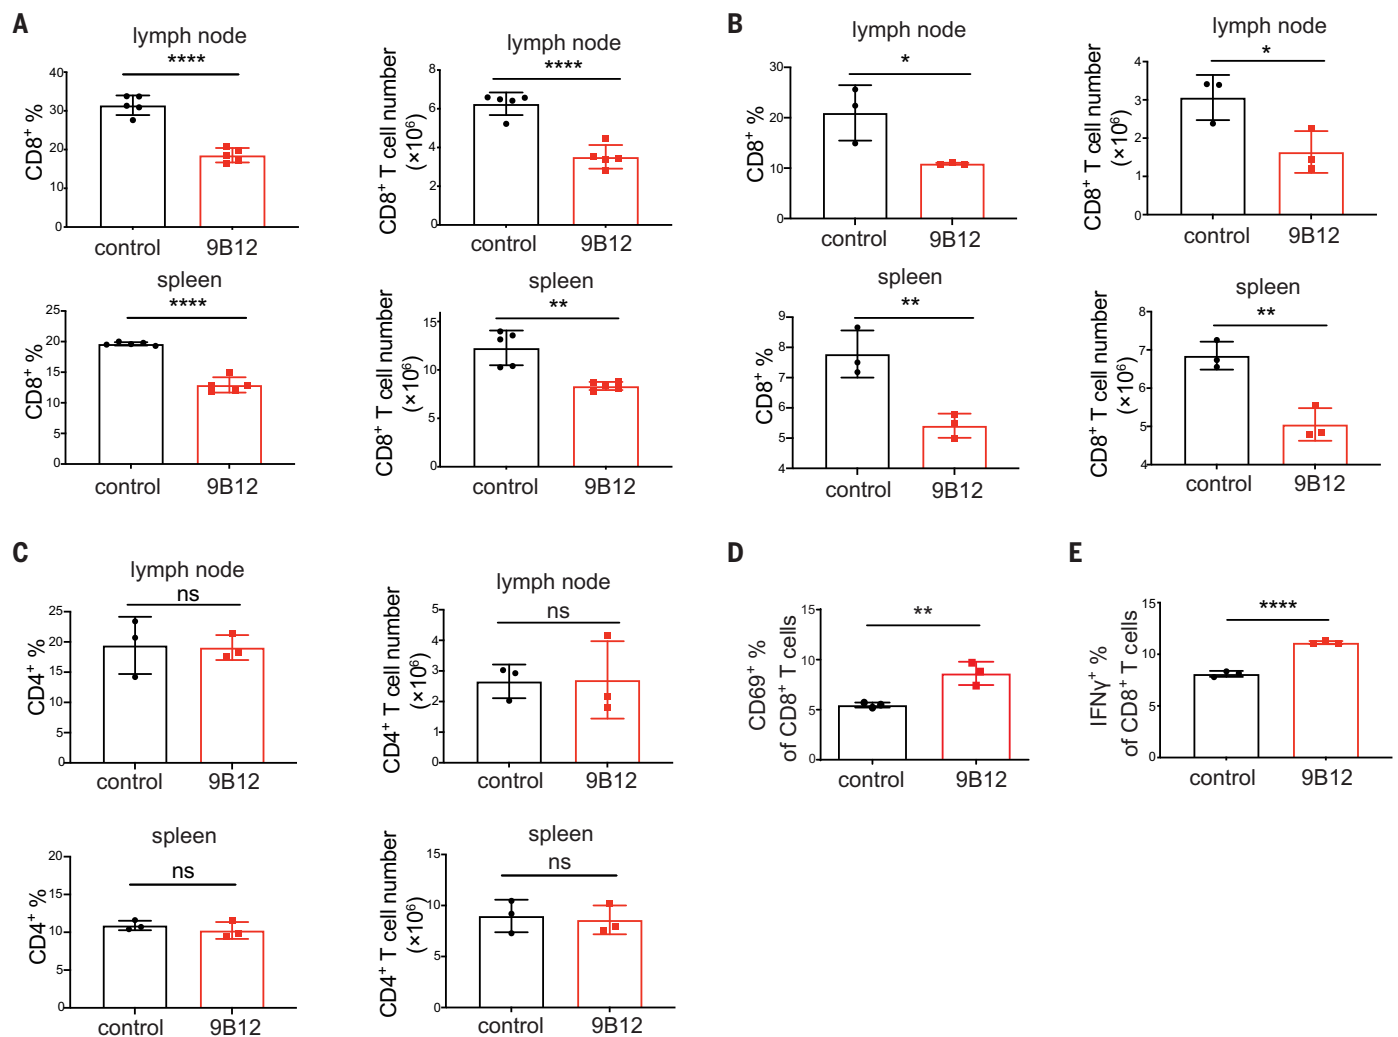 A
lymph node
****
CD8+ %
40
30
20
10
0
control 9B12
lymph node
****
CD8+ T cell number
(×10⁶)
8
6
4
2
0
control 9B12
spleen
****
CD8+ %
25
20
15
10
5
0
control 9B12
spleen
**
CD8+ T cell number
(×10⁶)
15
10
5
0
control 9B12
B
lymph node
*
CD8+ %
30
20
10
0
control 9B12
lymph node
*
CD8+ T cell number
(×10⁶)
4
3
2
1
0
control 9B12
spleen
**
CD8+ %
9
8
7
6
5
4
control 9B12
spleen
**
CD8+ T cell number
(×10⁶)
8
7
6
5
4
control 9B12
C
lymph node
ns
CD4+ %
25
20
15
10
5
0
control 9B12
lymph node
ns
CD4+ T cell number
(×10⁶)
5
4
3
2
1
0
control 9B12
spleen
ns
CD4+ %
20
15
10
5
0
control 9B12
spleen
ns
CD4+ T cell number
(×10⁶)
15
10
5
0
control 9B12
D
**
CD69+ %
of CD8+ T cells
15
10
5
0
control 9B12
E
****
IFNγ+ %
of CD8+ T cells
15
10
5
0
control 9B12